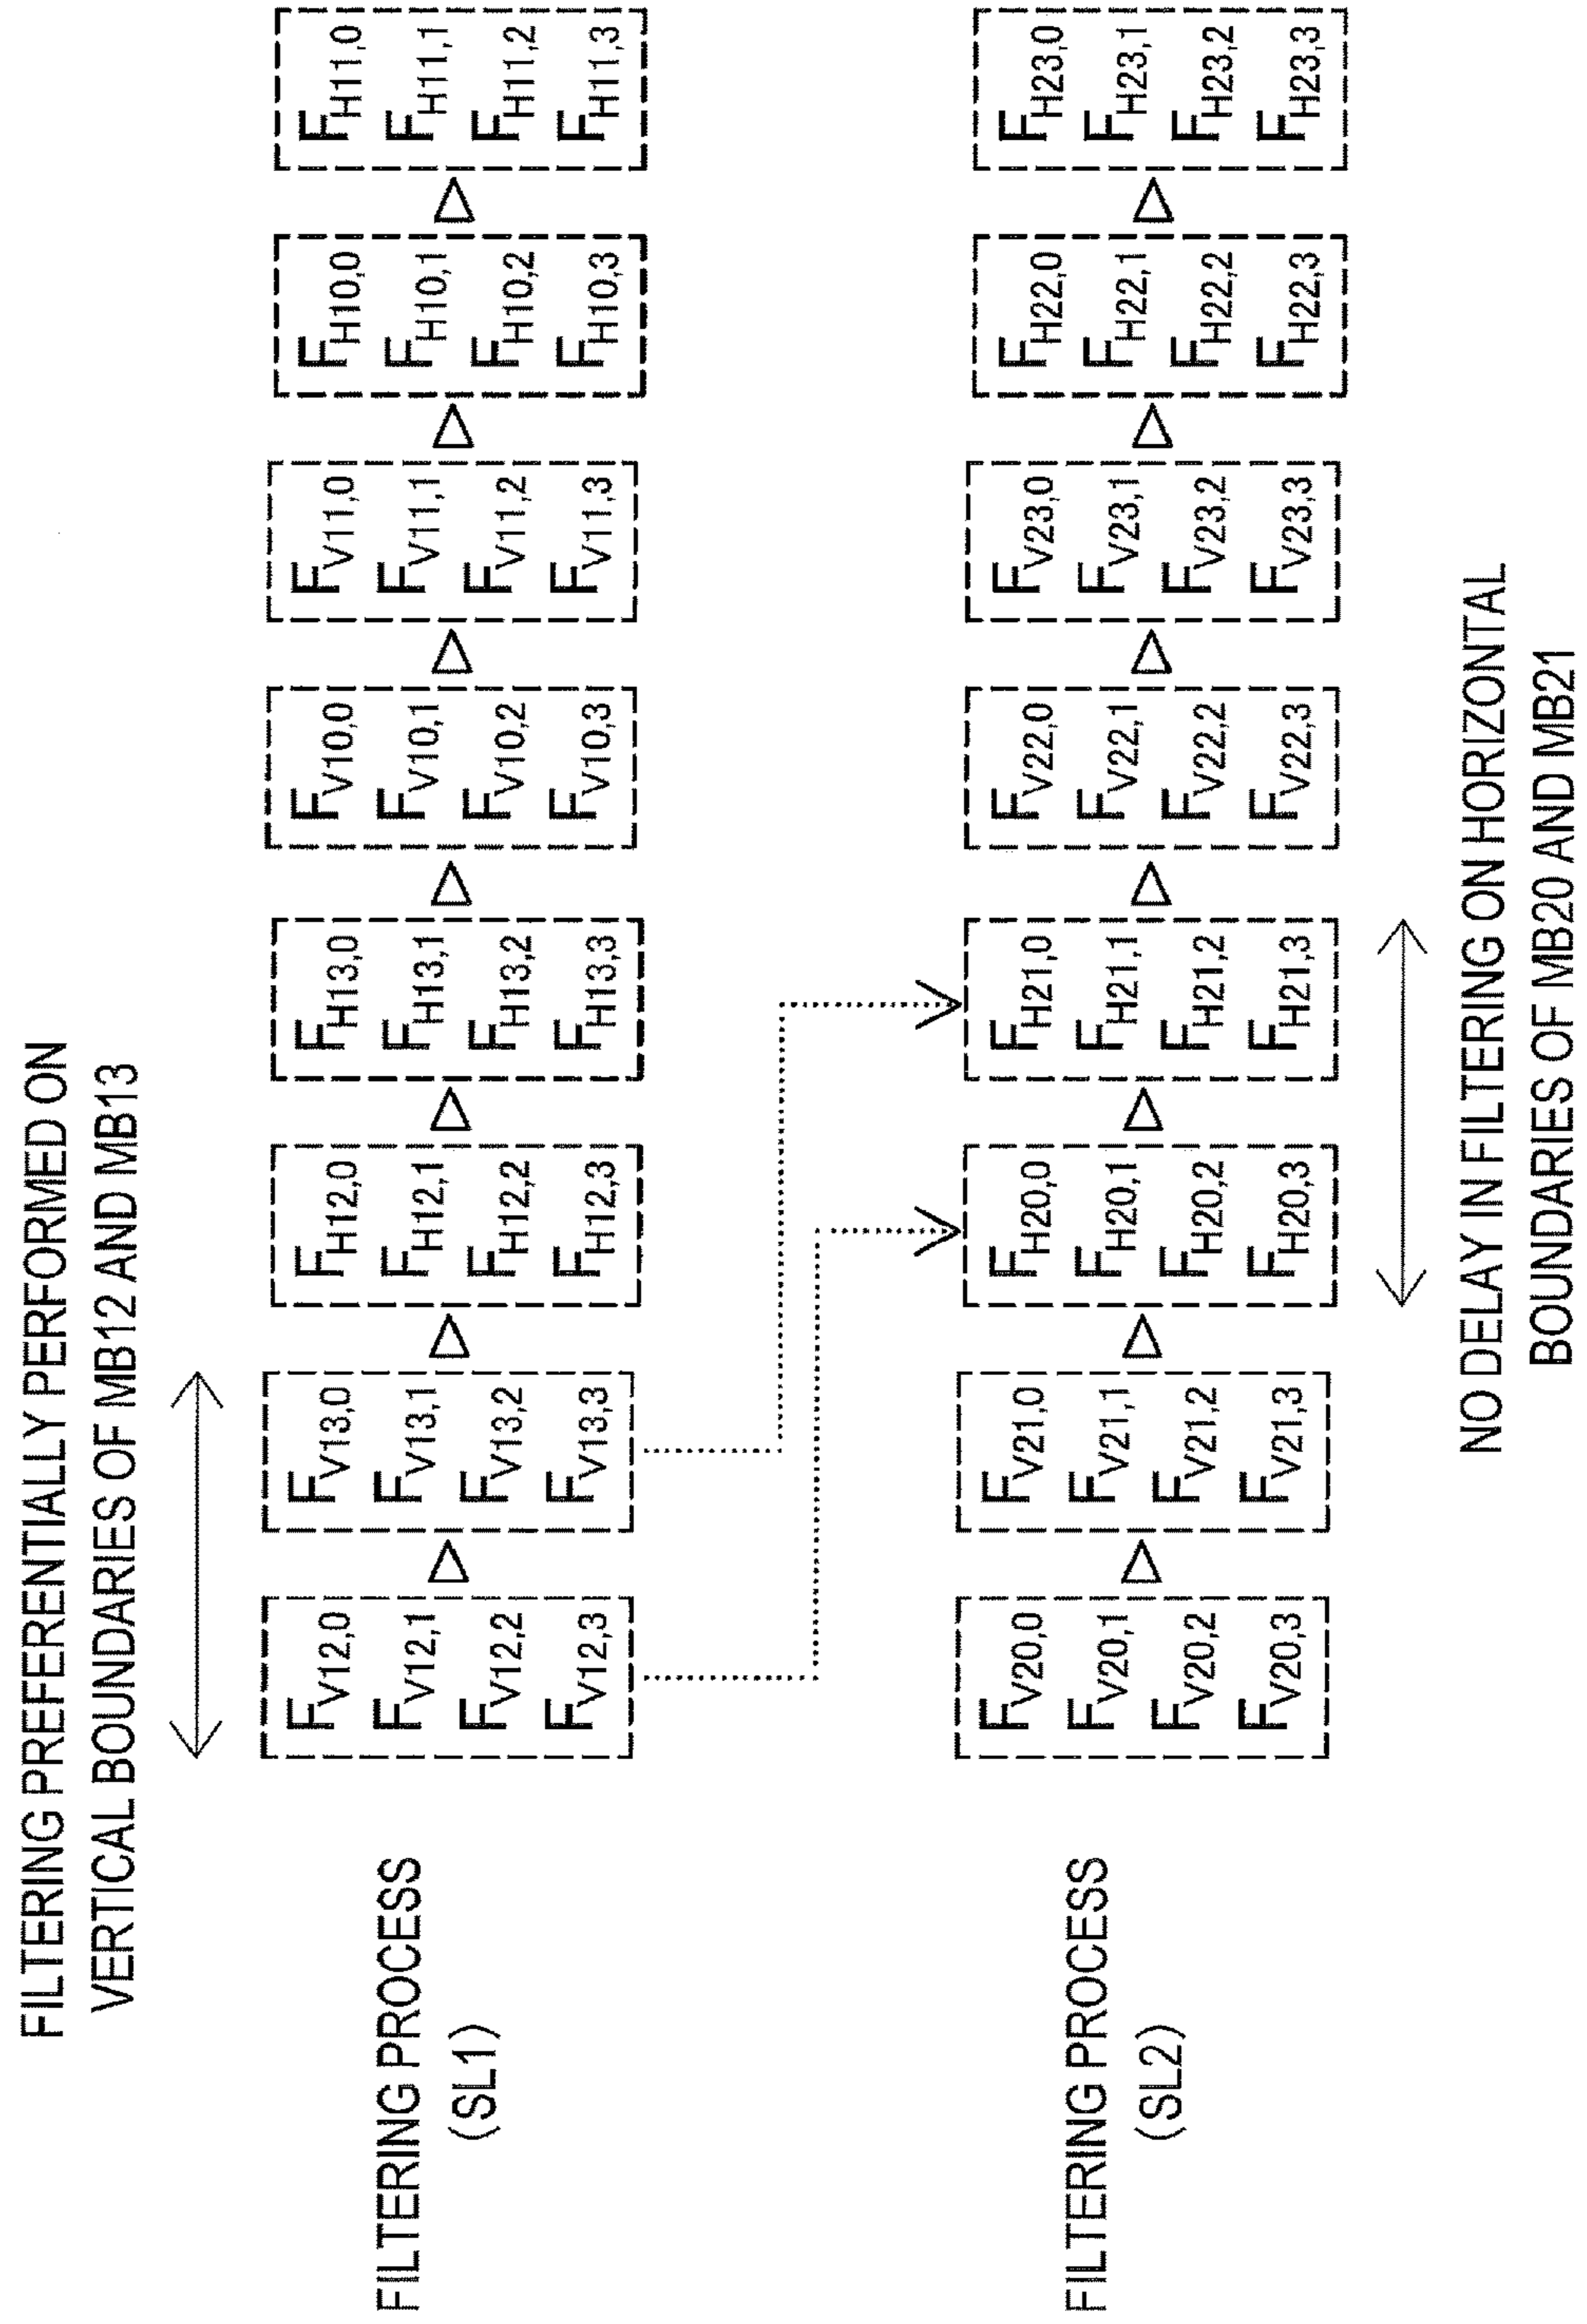 FILTERING PREFERENTIALLY PERFORMED ON
VERTICAL BOUNDARIES OF MB12 AND MB13
FILTERING PROCESS
(SL1)
FV12,0 FV13,0 FH12,0 FH13,0 FV10,0 FV11,0 FH10,0 FH11,0
FV12,1 FV13,1 FH12,1 FH13,1 FV10,1 FV11,1 FH10,1 FH11,1
FV12,2 FV13,2 FH12,2 FH13,2 FV10,2 FV11,2 FH10,2 FH11,2
FV12,3 FV13,3 FH12,3 FH13,3 FV10,3 FV11,3 FH10,3 FH11,3
FILTERING PROCESS
(SL2)
FV20,0 FV21,0 FH20,0 FH21,0 FV22,0 FV23,0 FH22,0 FH23,0
FV20,1 FV21,1 FH20,1 FH21,1 FV22,1 FV23,1 FH22,1 FH23,1
FV20,2 FV21,2 FH20,2 FH21,2 FV22,2 FV23,2 FH22,2 FH23,2
FV20,3 FV21,3 FH20,3 FH21,3 FV22,3 FV23,3 FH22,3 FH23,3
NO DELAY IN FILTERING ON HORIZONTAL
BOUNDARIES OF MB20 AND MB21